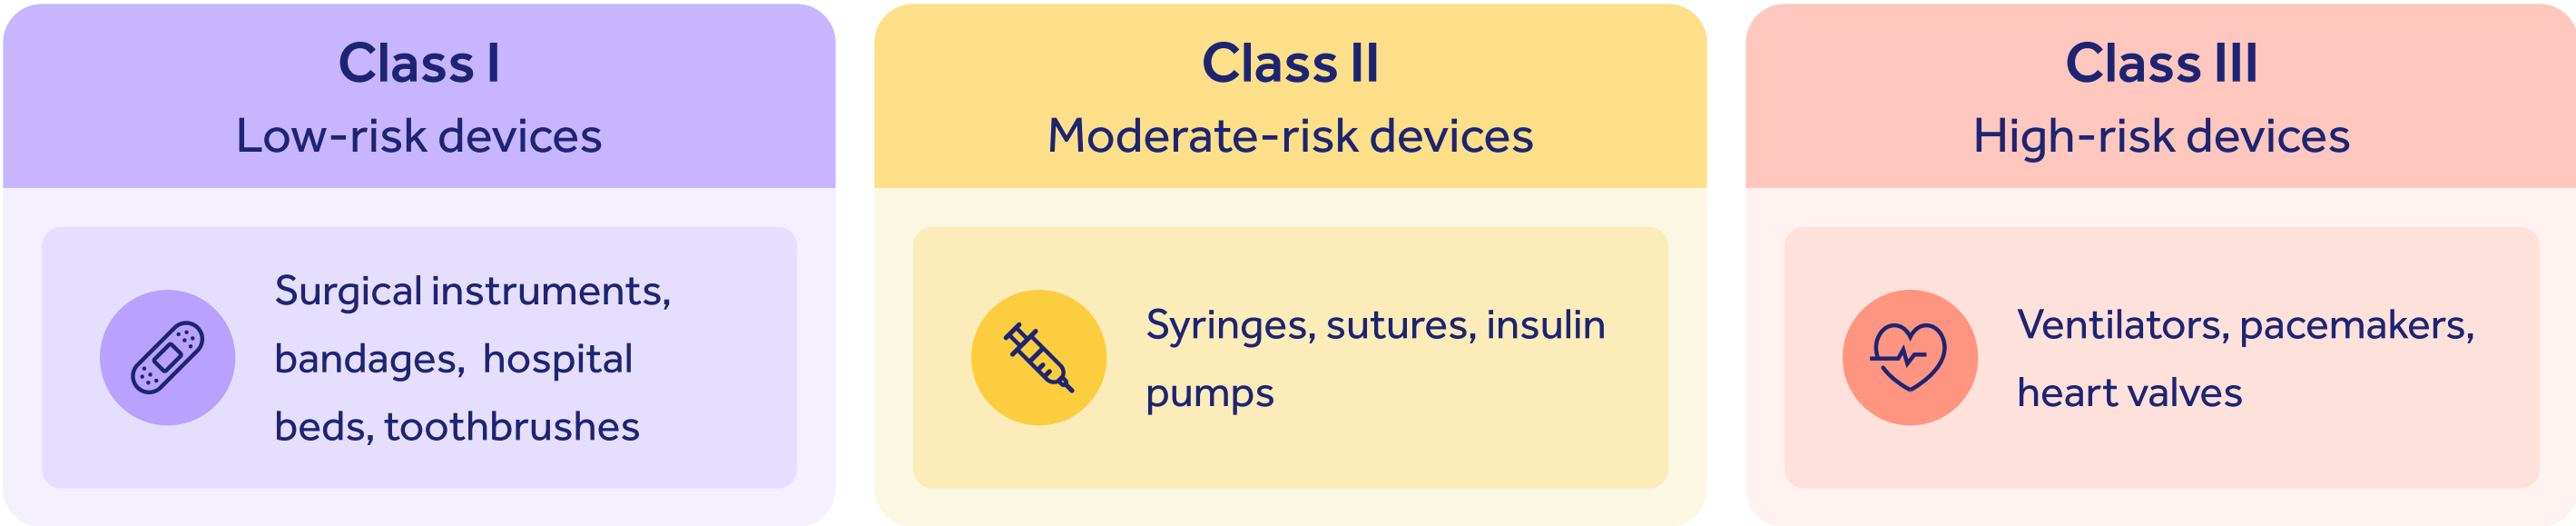 Class I
Low-risk devices
Surgical instruments,
bandages,  hospital
beds, toothbrushes
Class II
Moderate-risk devices
Syringes, sutures, insulin
pumps
Class III
High-risk devices
Ventilators, pacemakers,
heart valves